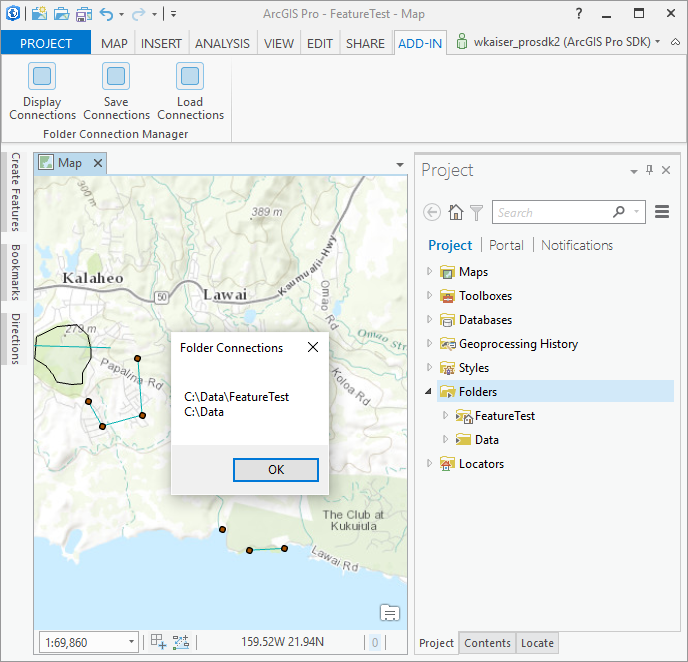 ArcGIS Pro - FeatureTest - Map
?
PROJECT
MAP
INSERT
ANALYSIS
VIEW
EDIT
SHARE
ADD-IN
wkaiser_prosdk2 (ArcGIS Pro SDK)
Display Connections
Save Connections
Load Connections
Folder Connection Manager
Create Features
Bookmarks
Directions
Map
300 m
389 m
Kaumualii-Hwy
Kalaheo
50
Lawai
Omao Rd
Omao Str
279 m
Papalina Rd
Koloa Rd
The Club at
Kukuiula
Lawai Rd
Folder Connections
C:\Data\FeatureTest
C:\Data
OK
1:69,860
159.52W 21.94N
0
Project
Search
Project
Portal
Notifications
Maps
Toolboxes
Databases
Geoprocessing History
Styles
Folders
FeatureTest
Data
Locators
Project
Contents
Locate